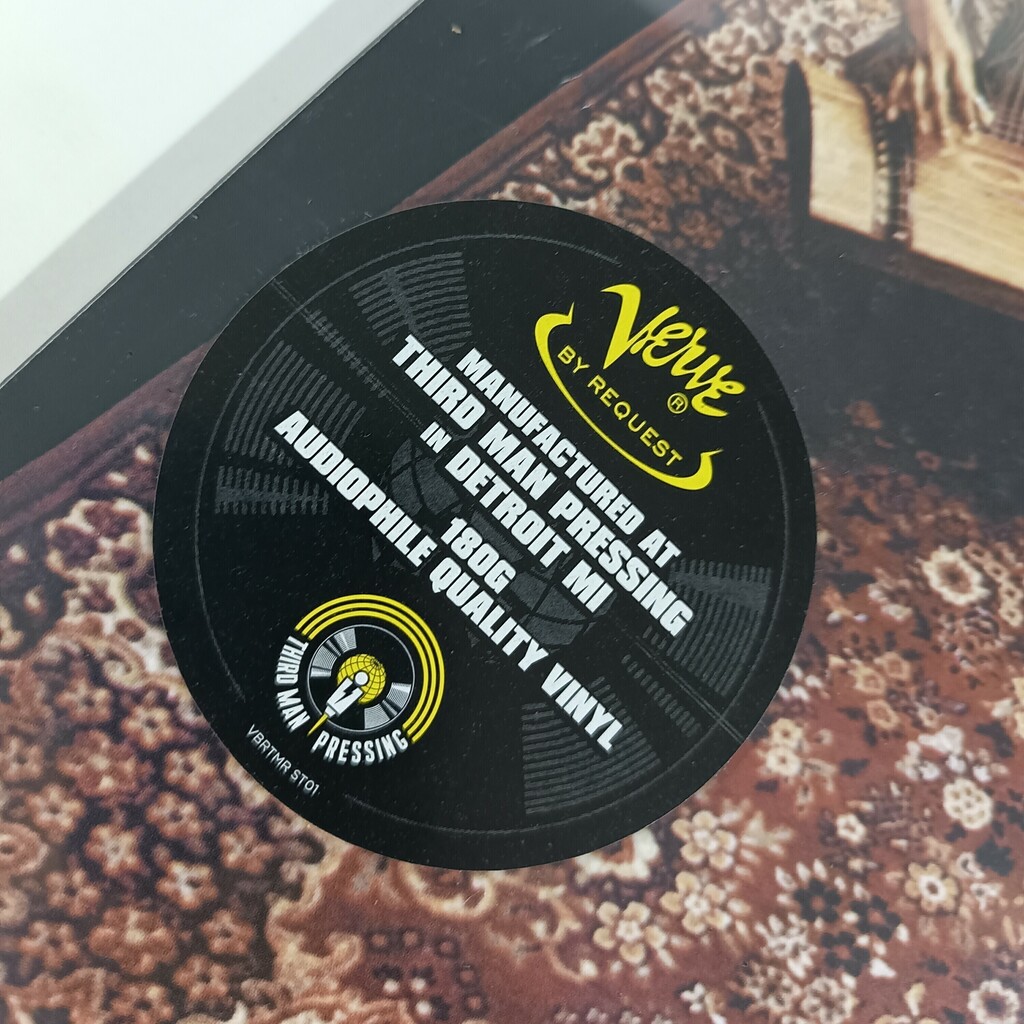 Verve®
BY REQUEST
MANUFACTURED AT
THIRD MAN PRESSING
IN DETROIT MI
180G
AUDIOPHILE QUALITY VINYL
THIRD MAN PRESSING
VBRTMR ST01